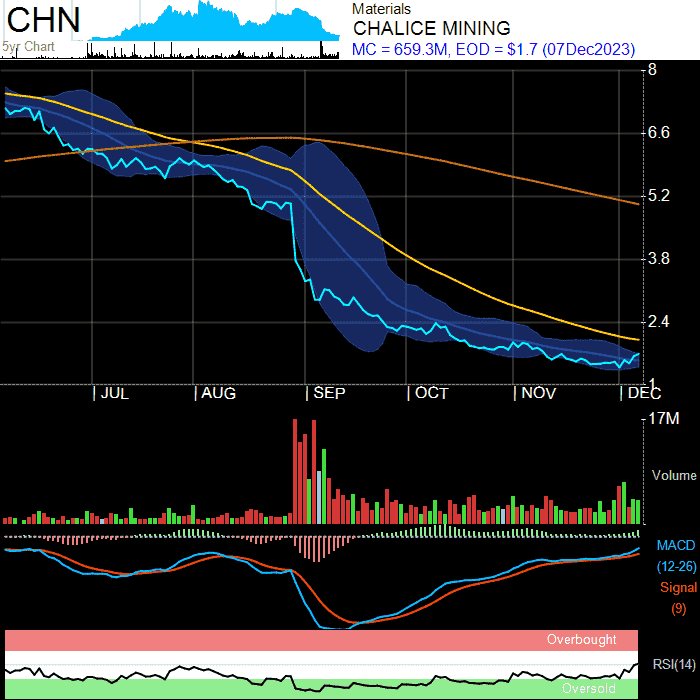 CHN
5yr Chart
Materials
CHALICE MINING
MC = 659.3M, EOD = $1.7 (07Dec2023)
8
6.6
5.2
3.8
2.4
1
JUL AUG SEP OCT NOV DEC
17M
Volume
MACD
(12-26)
Signal
(9)
Overbought
RSI(14)
Oversold